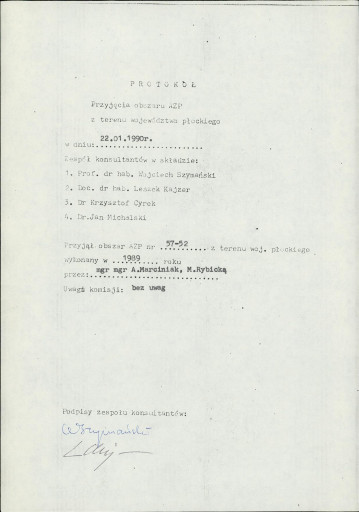 PROTOKÓŁ
Przyjęcia obszaru AZP
z terenu województwa płockiego
w dniu: 22.01.1990r.
Zespół konsultantów w składzie:
1. Prof. dr hab. Wojciech Szymański
2. Doc. dr hab. Leszek Kajzer
3. Dr Krzysztof Cyrek
4. Dr.Jan Michalski
Przyjął obszar AZP nr 57-52 z terenu woj. płockiego
wykonany w 1989 roku
przez: mgr mgr A.Marciniak, M.Rybicką
Uwagi komisji: bez uwag
Podpisy zespołu konsultantów:
WSzymański